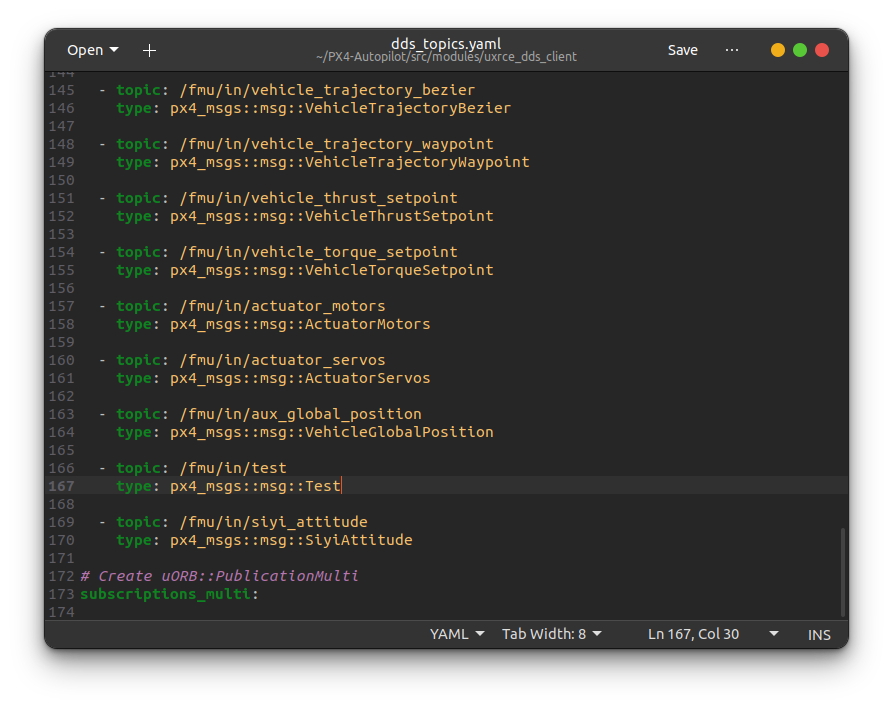 Open
dds_topics.yaml
~/PX4-Autopilot/src/modules/uxrce_dds_client
Save
144
145 - topic: /fmu/in/vehicle_trajectory_bezier
146 type: px4_msgs::msg::VehicleTrajectoryBezier
147
148 - topic: /fmu/in/vehicle_trajectory_waypoint
149 type: px4_msgs::msg::VehicleTrajectoryWaypoint
150
151 - topic: /fmu/in/vehicle_thrust_setpoint
152 type: px4_msgs::msg::VehicleThrustSetpoint
153
154 - topic: /fmu/in/vehicle_torque_setpoint
155 type: px4_msgs::msg::VehicleTorqueSetpoint
156
157 - topic: /fmu/in/actuator_motors
158 type: px4_msgs::msg::ActuatorMotors
159
160 - topic: /fmu/in/actuator_servos
161 type: px4_msgs::msg::ActuatorServos
162
163 - topic: /fmu/in/aux_global_position
164 type: px4_msgs::msg::VehicleGlobalPosition
165
166 - topic: /fmu/in/test
167 type: px4_msgs::msg::Test
168
169 - topic: /fmu/in/siyi_attitude
170 type: px4_msgs::msg::SiyiAttitude
171
172 # Create uORB::PublicationMulti
173 subscriptions_multi:
174
YAML Tab Width: 8 Ln 167, Col 30 INS